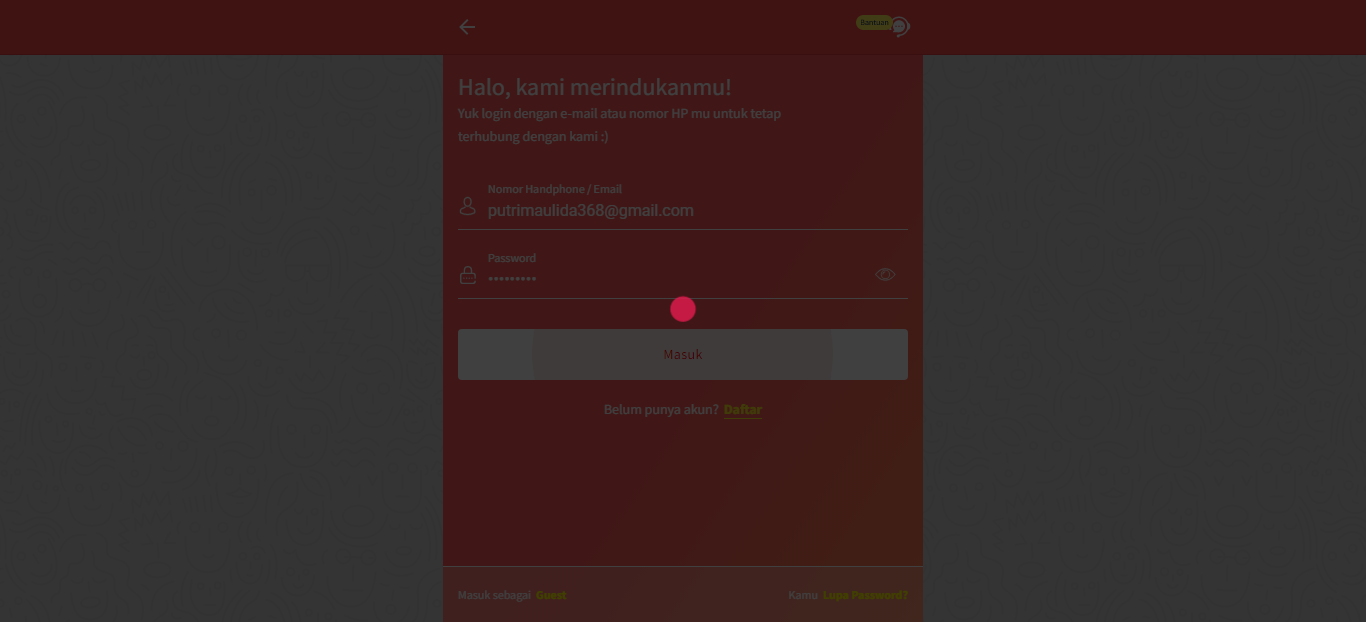 Bantuan
Halo, kami merindukanmu!
Yuk login dengan e-mail atau nomor HP mu untuk tetap
terhubung dengan kami :)
Nomor Handphone / Email
putrimaulida368@gmail.com
Password
•••••••••
Masuk
Belum punya akun? Daftar
Masuk sebagai Guest
Kamu Lupa Password?